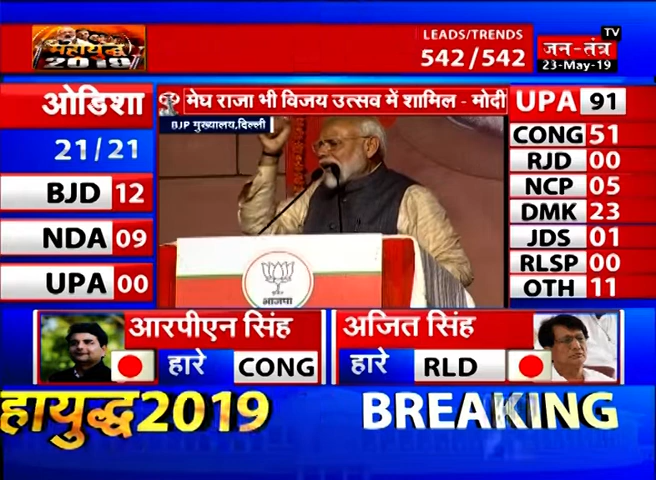 महायुद्ध
2019
LEADS/TRENDS
542/542
TV
जन-तंत्र
23-May-19
ओडिशा
21/21
BJD 12
NDA 09
UPA 00
मेघ राजा भी विजय उत्सव में शामिल - मोदी
BJP मुख्यालय,दिल्ली
भाजपा
UPA 91
CONG 51
RJD 00
NCP 05
DMK 23
JDS 01
RLSP 00
OTH 11
आरपीएन सिंह
हारे CONG
अजित सिंह
हारे RLD
हायुद्ध2019 BREAKING